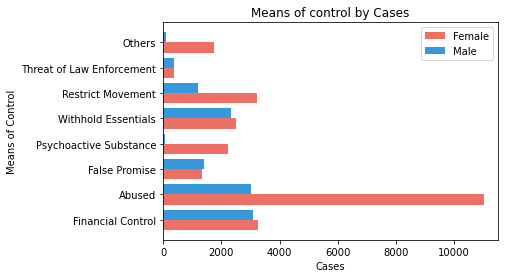 Means of control by Cases
Female
Male
Means of Control
Others
Threat of Law Enforcement
Restrict Movement
Withhold Essentials
Psychoactive Substance
False Promise
Abused
Financial Control
0 2000 4000 6000 8000 10000
Cases